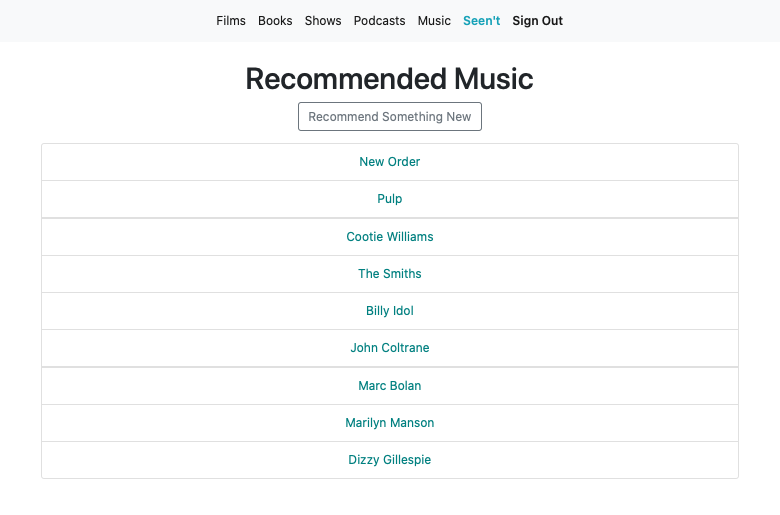 Films Books Shows Podcasts Music Seen't Sign Out
Recommended Music
Recommend Something New
New Order
Pulp
Cootie Williams
The Smiths
Billy Idol
John Coltrane
Marc Bolan
Marilyn Manson
Dizzy Gillespie